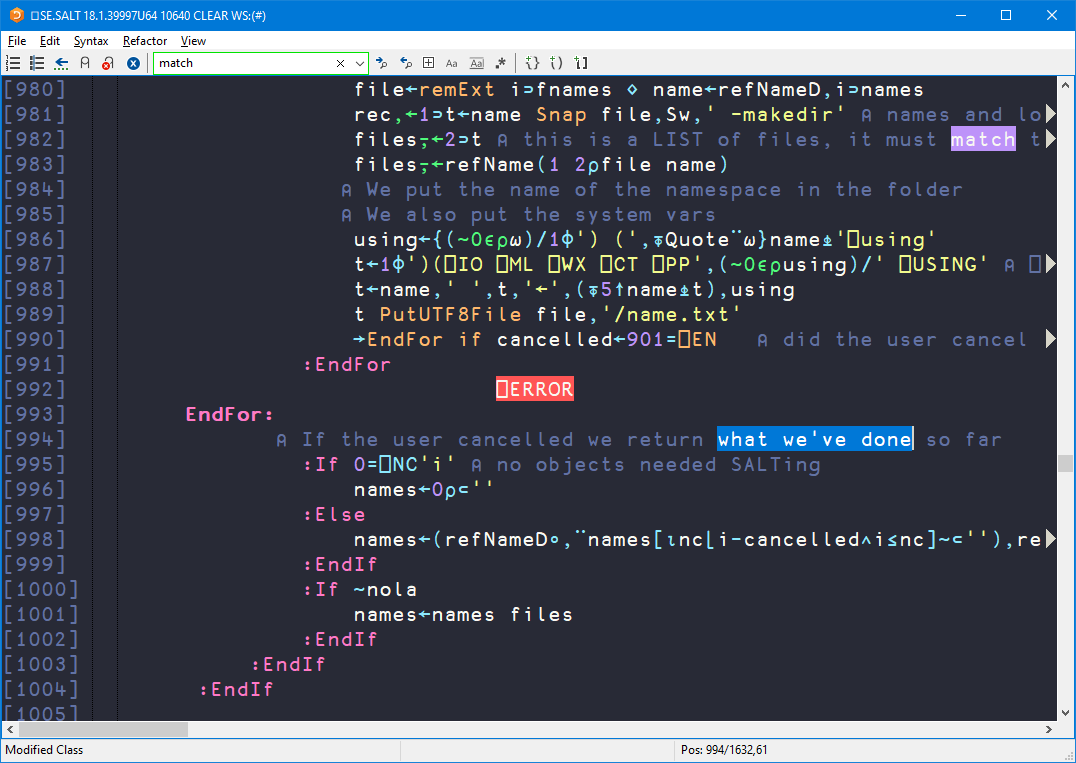 ⎕SE.SALT 18.1.39997U64 10640 CLEAR WS:(#)
File Edit Syntax Refactor View
match
[980] file←remExt i⊃fnames ⋄ name←refNameD,i⊃names
[981] rec,←1⊃t←name Snap file,Sw,' -makedir' ⍝ names and lo
[982] files⍪←2⊃t ⍝ this is a LIST of files, it must match t
[983] files⍪←refName(1 2⍴file name)
[984] ⍝ We put the name of the namespace in the folder
[985] ⍝ We also put the system vars
[986] using←{(~0∊⍴⍵)/1⌽') (',⍕Quote¨⍵}name⍎'⎕using'
[987] t←1⌽')(⎕IO ⎕ML ⎕WX ⎕CT ⎕PP',(~0∊⍴using)/' ⎕USING' ⍝ ⎕
[988] t←name,' ',t,'←',(⍕5↑name⍎t),using
[989] t PutUTF8File file,'/name.txt'
[990] →EndFor if cancelled←901=⎕EN ⍝ did the user cancel
[991] :EndFor
[992] ⎕ERROR
[993] EndFor:
[994] ⍝ If the user cancelled we return what we've done so far
[995] :If 0=⎕NC'i' ⍝ no objects needed SALTing
[996] names←0⍴⊂''
[997] :Else
[998] names←(refNameD∘,¨names[⍳nc⌊i-cancelled∧i≤nc]~⊂''),re
[999] :EndIf
[1000] :If ~nola
[1001] names←names files
[1002] :EndIf
[1003] :EndIf
[1004] :EndIf
[1005]
Modified Class Pos: 994/1632,61